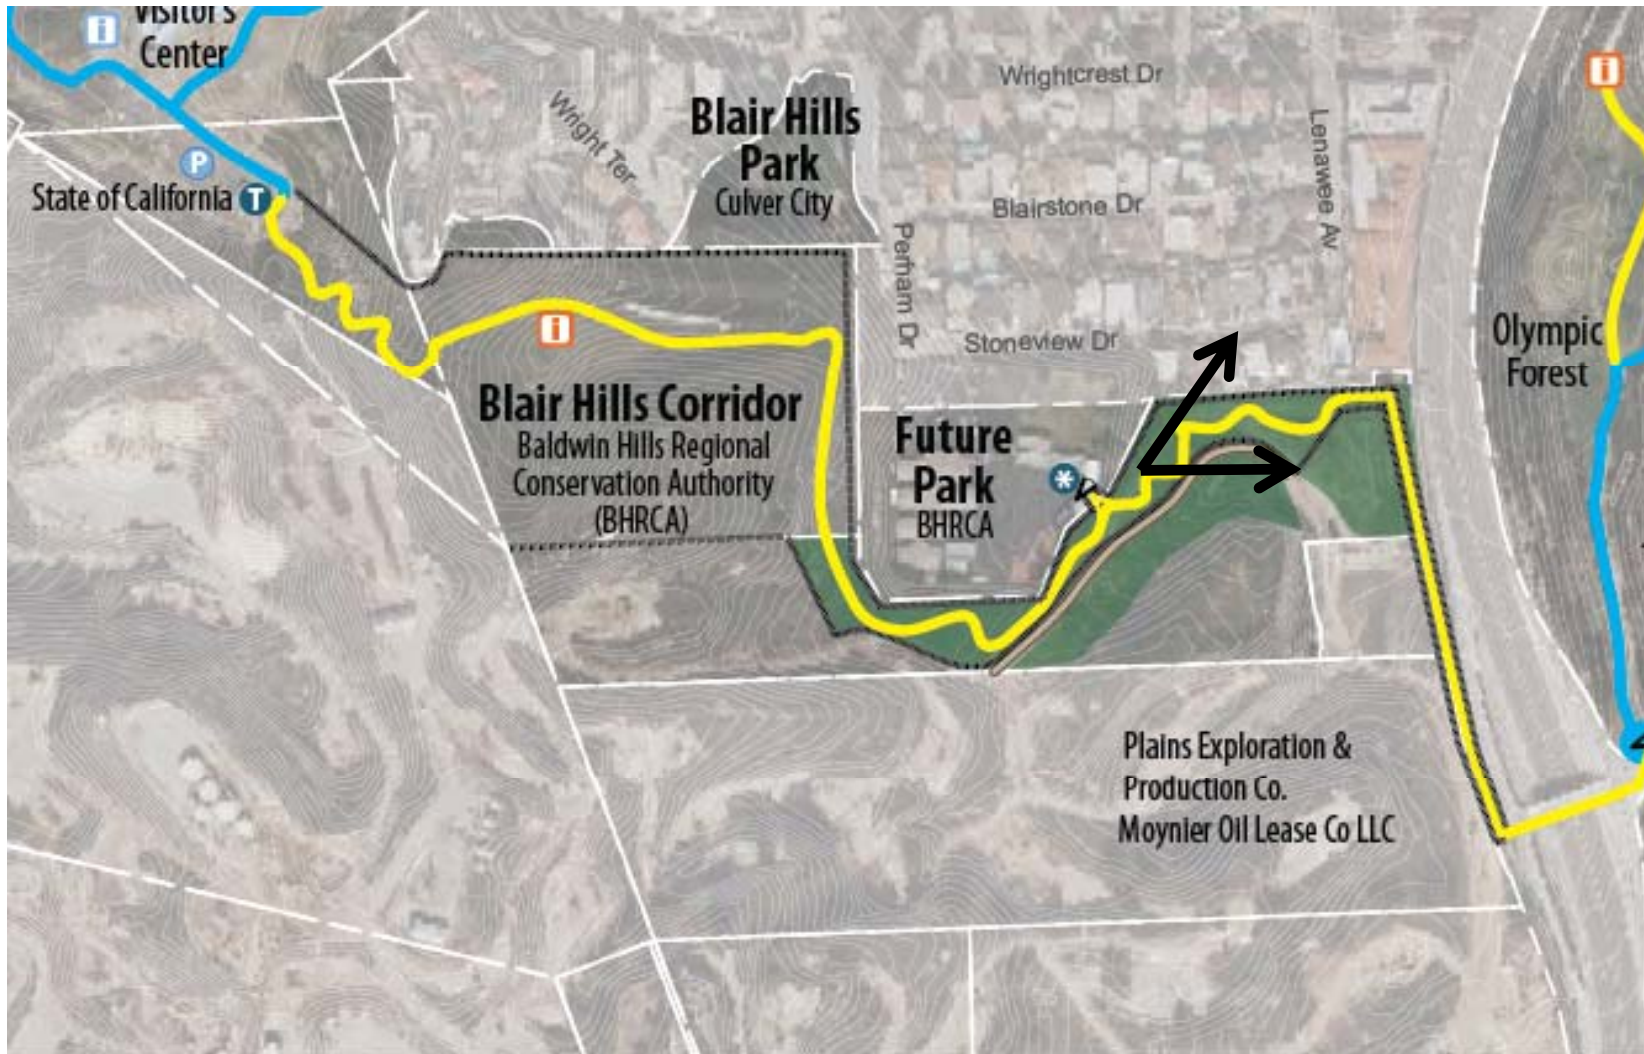 Visitors
Center
i
P
State of California
T
Wright Ter
Blair Hills
Park
Culver City
Wrightcrest Dr
Lenawee Av
Blairstone Dr
Perham Dr
Stoneview Dr
i
i
Olympic
Forest
Blair Hills Corridor
Baldwin Hills Regional
Conservation Authority
(BHRCA)
Future
Park
BHRCA
V
Plains Exploration &
Production Co.
Moynier Oil Lease Co LLC